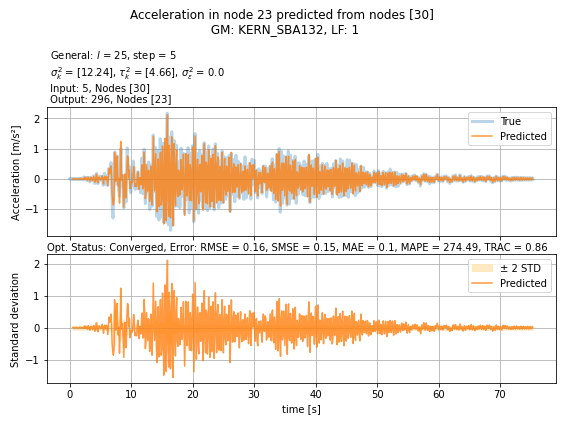 Acceleration in node 23 predicted from nodes [30]
GM: KERN_SBA132, LF: 1
General: l = 25, step = 5
σ²ₖ = [12.24], τ²ₖ = [4.66], σ²ε = 0.0
Input: 5, Nodes [30]
Output: 296, Nodes [23]
True
Predicted
2
1
0
−1
Acceleration [m/s²]
Opt. Status: Converged, Error: RMSE = 0.16, SMSE = 0.15, MAE = 0.1, MAPE = 274.49, TRAC = 0.86
± 2 STD
Predicted
2
1
0
−1
Standard deviation
0 10 20 30 40 50 60 70
time [s]